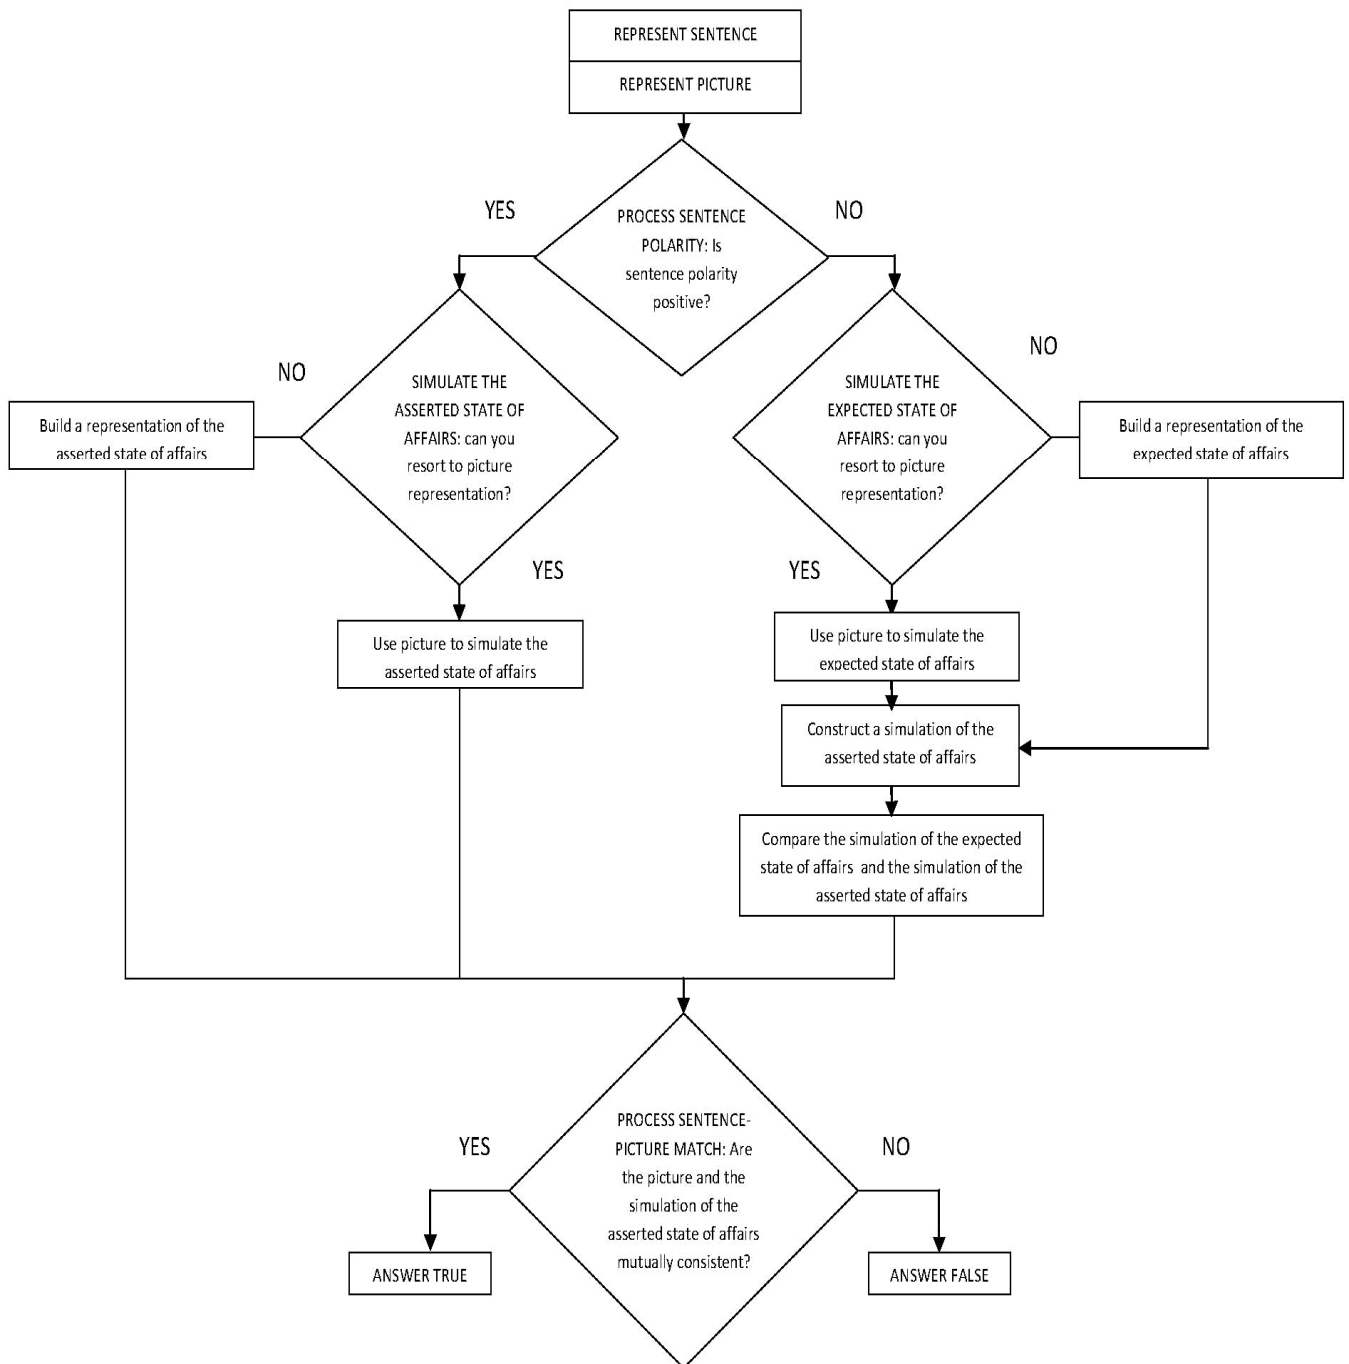 REPRESENT SENTENCE
REPRESENT PICTURE
YES
NO
PROCESS SENTENCE
POLARITY: Is
sentence polarity
positive?
NO
SIMULATE THE
ASSERTED STATE OF
AFFAIRS: can you
resort to picture
representation?
YES
Build a representation of the
asserted state of affairs
Use picture to simulate the
asserted state of affairs
NO
SIMULATE THE
EXPECTED STATE OF
AFFAIRS: can you
resort to picture
representation?
YES
Build a representation of the
expected state of affairs
Use picture to simulate the
expected state of affairs
Construct a simulation of the
asserted state of affairs
Compare the simulation of the expected
state of affairs and the simulation of the
asserted state of affairs
YES
PROCESS SENTENCE-
PICTURE MATCH: Are
the picture and the
simulation of the
asserted state of affairs
mutually consistent?
NO
ANSWER TRUE
ANSWER FALSE